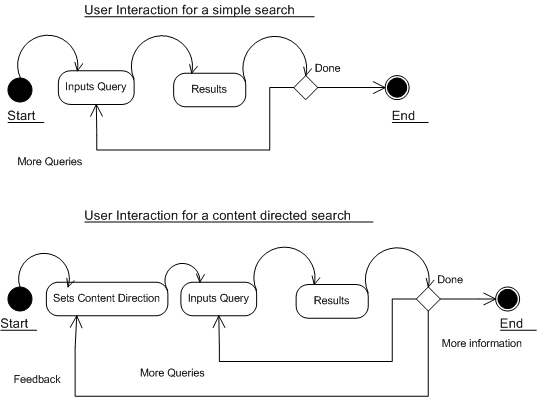 User Interaction for a simple search
Done
Inputs Query
Results
Start
End
More Queries
User Interaction for a content directed search
Done
Sets Content Direction
Inputs Query
Results
Start
End
More information
More Queries
Feedback